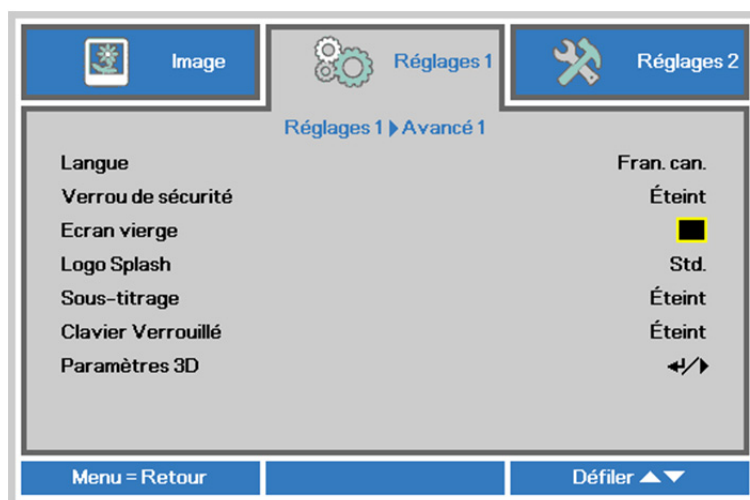 Image
Réglages 1
Réglages 2
Réglages 1 ▶ Avancé 1
Langue Fran. can.
Verrou de sécurité Éteint
Ecran vierge
Logo Splash Std.
Sous-titrage Éteint
Clavier Verrouillé Éteint
Paramètres 3D ↵/▶
Menu = Retour
Défiler ▲▼